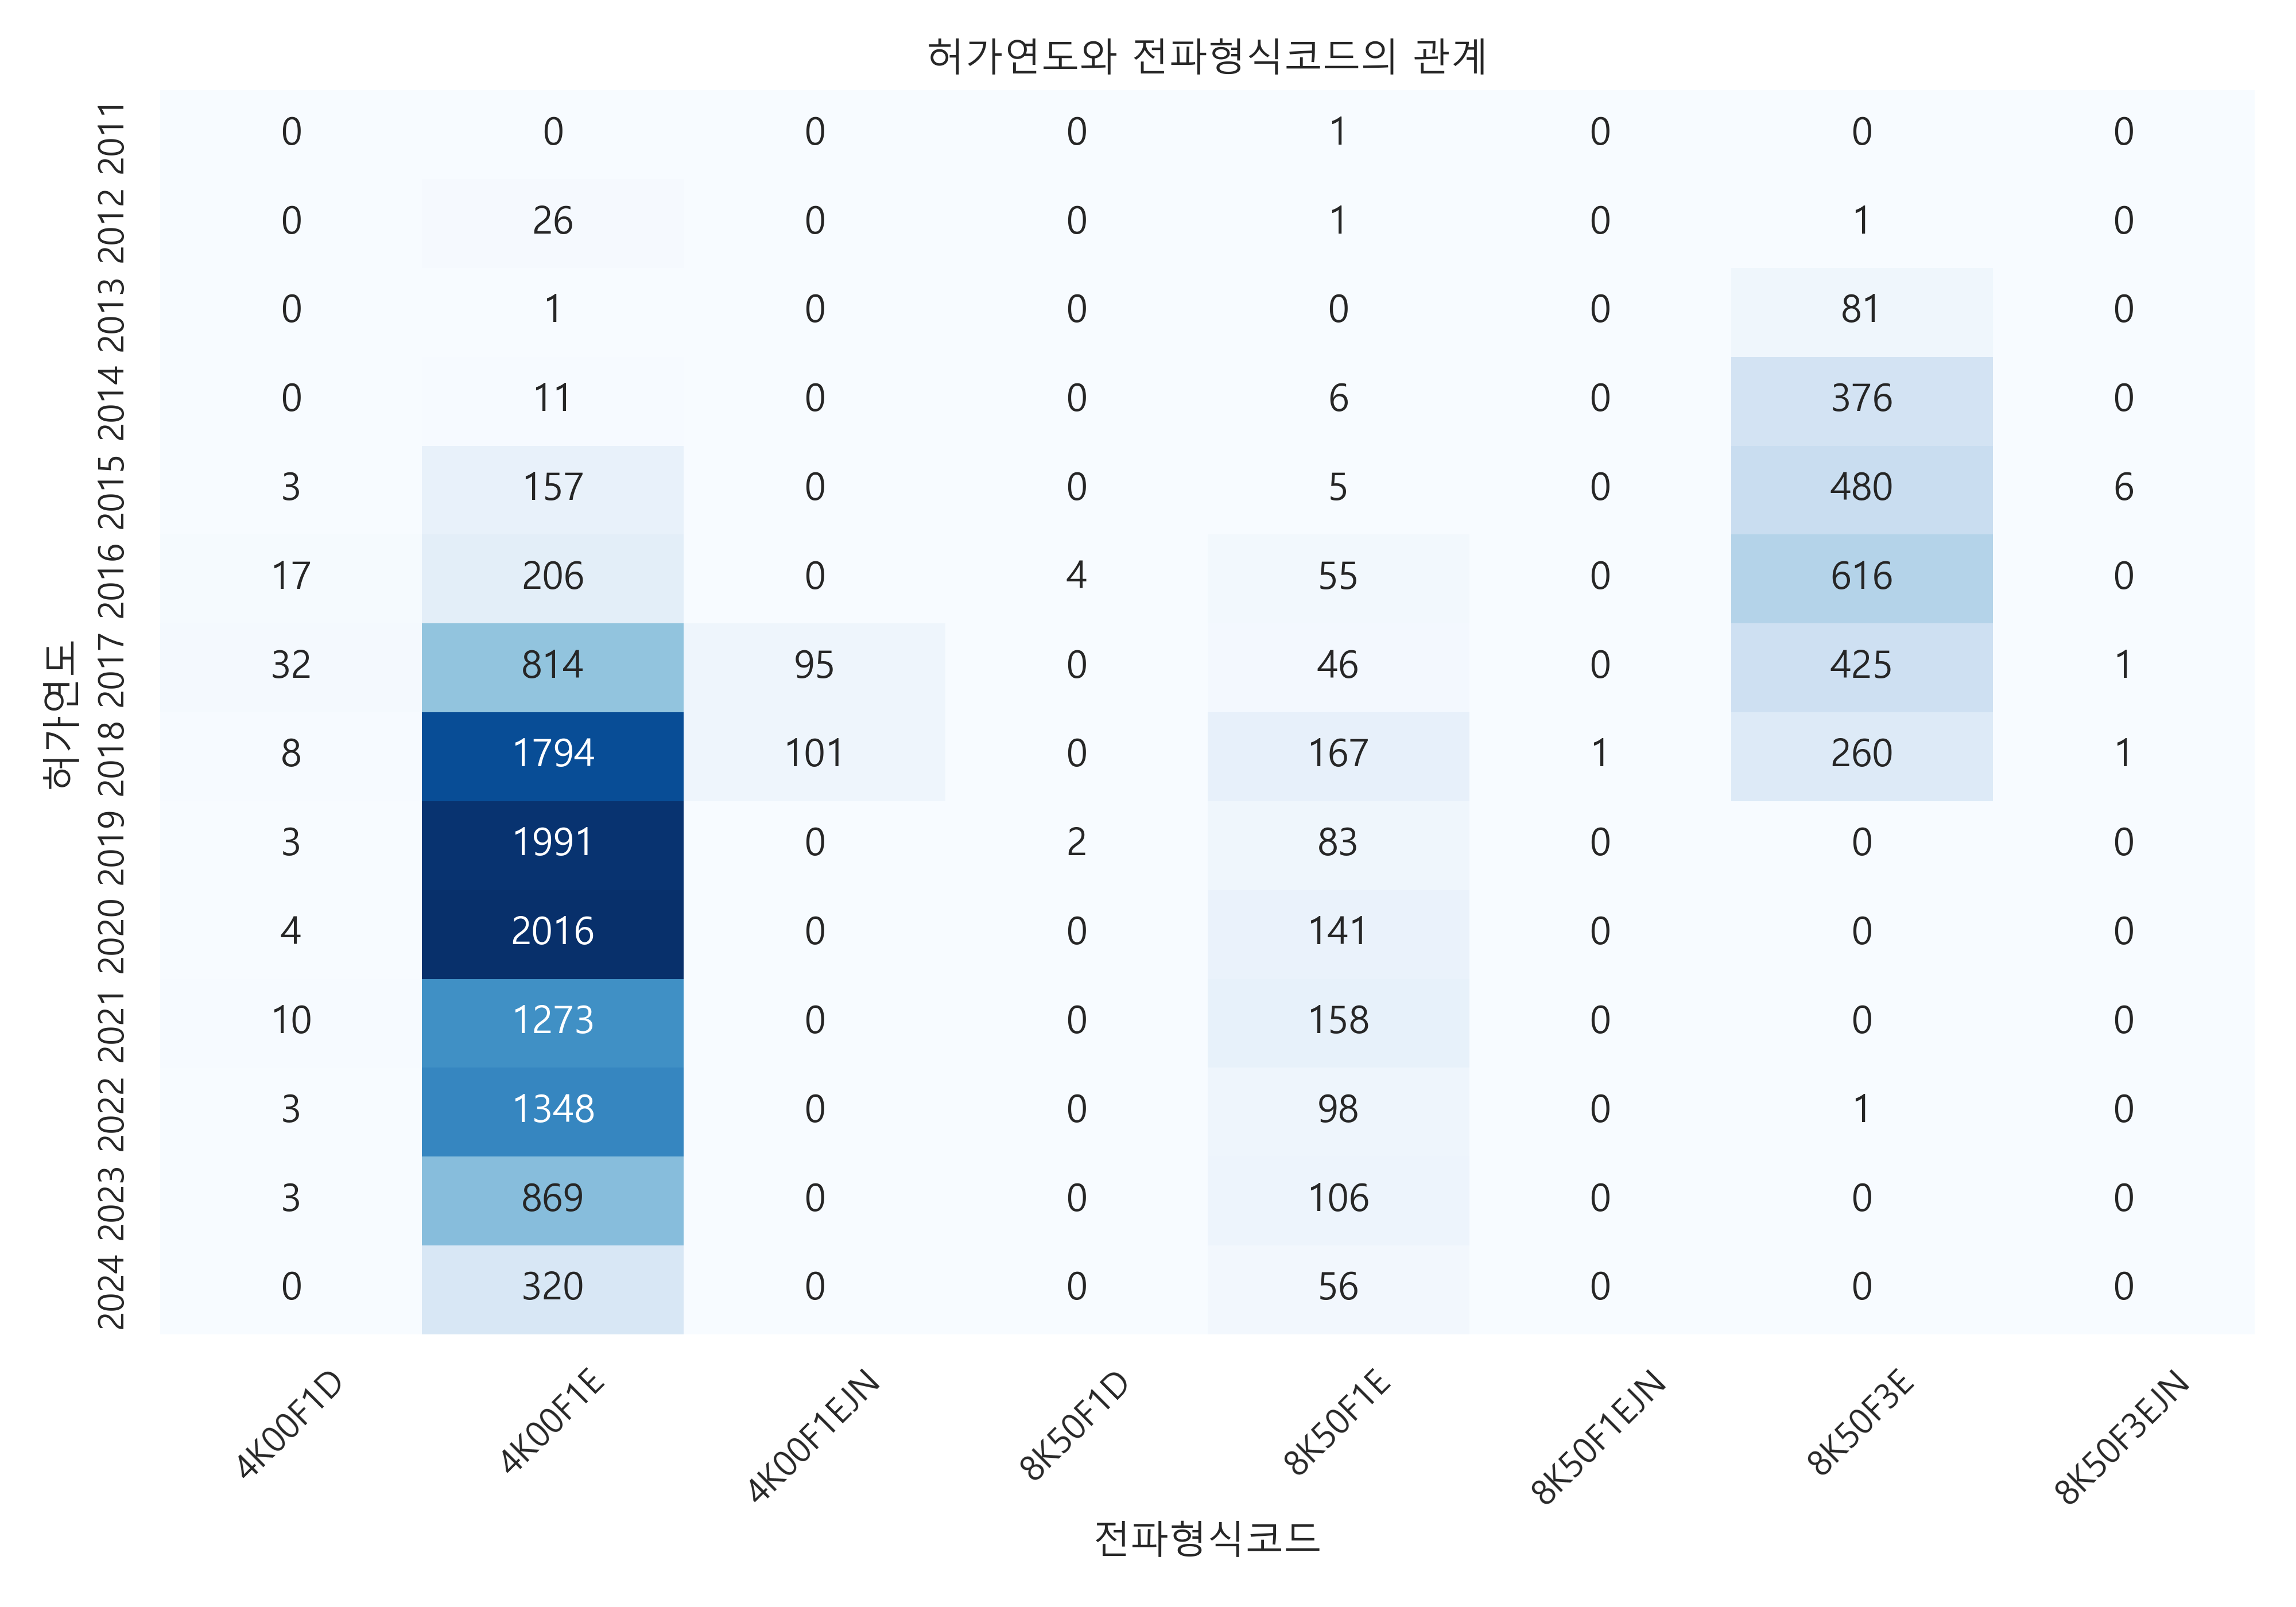 허가연도와 전파형식코드의 관계
허가연도
2011 0 0 0 0 1 0 0 0
2012 0 26 0 0 1 0 1 0
2013 0 1 0 0 0 0 81 0
2014 0 11 0 0 6 0 376 0
2015 3 157 0 0 5 0 480 6
2016 17 206 0 4 55 0 616 0
2017 32 814 95 0 46 0 425 1
2018 8 1794 101 0 167 1 260 1
2019 3 1991 0 2 83 0 0 0
2020 4 2016 0 0 141 0 0 0
2021 10 1273 0 0 158 0 0 0
2022 3 1348 0 0 98 0 1 0
2023 3 869 0 0 106 0 0 0
2024 0 320 0 0 56 0 0 0
4K00F1D 4K00F1E 4K00F1EJN 8K50F1D 8K50F1E 8K50F1EJN 8K50F3E 8K50F3EJN
전파형식코드